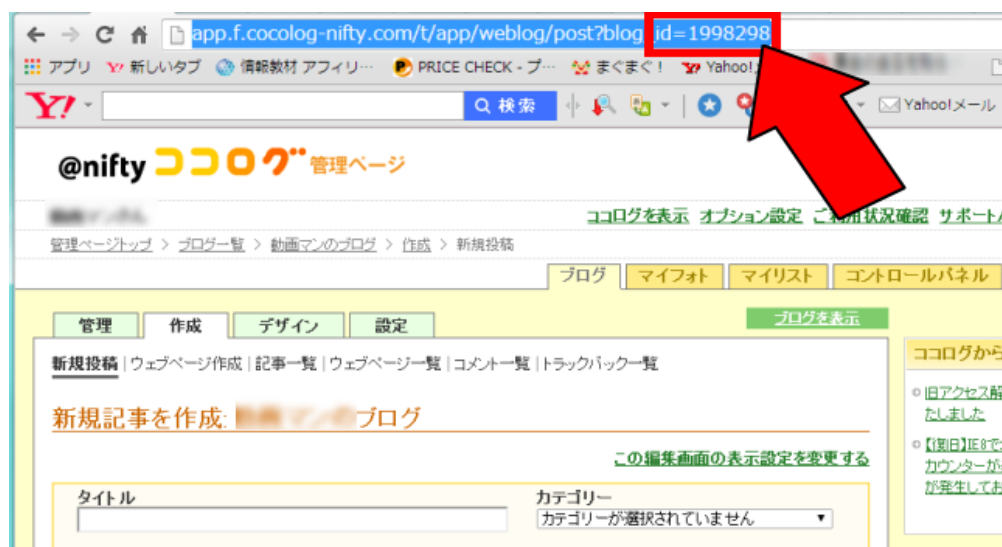 app.f.cocolog-nifty.com/t/app/weblog/post?blog_id=1998298
アプリ 新しいタブ 情報教材 アフィリ… PRICE CHECK - プ… まぐまぐ! Yahoo!
Y! 検索 Yahoo!メール
@nifty ココログ 管理ページ
ココログを表示 オプション設定 ご利用状況確認 サポート
管理ページトップ > ブログ一覧 > 動画マンのブログ > 作成 > 新規投稿
ブログ マイフォト マイリスト コントロールパネル
管理 作成 デザイン 設定 ブログを表示
新規投稿 | ウェブページ作成 | 記事一覧 | ウェブページ一覧 | コメント一覧 | トラックバック一覧
ココログから
新規記事を作成: ブログ
旧アクセス解
たしました
この編集画面の表示設定を変更する
【復旧】IE8で
カウンターが
が発生してお
タイトル カテゴリー
カテゴリーが選択されていません